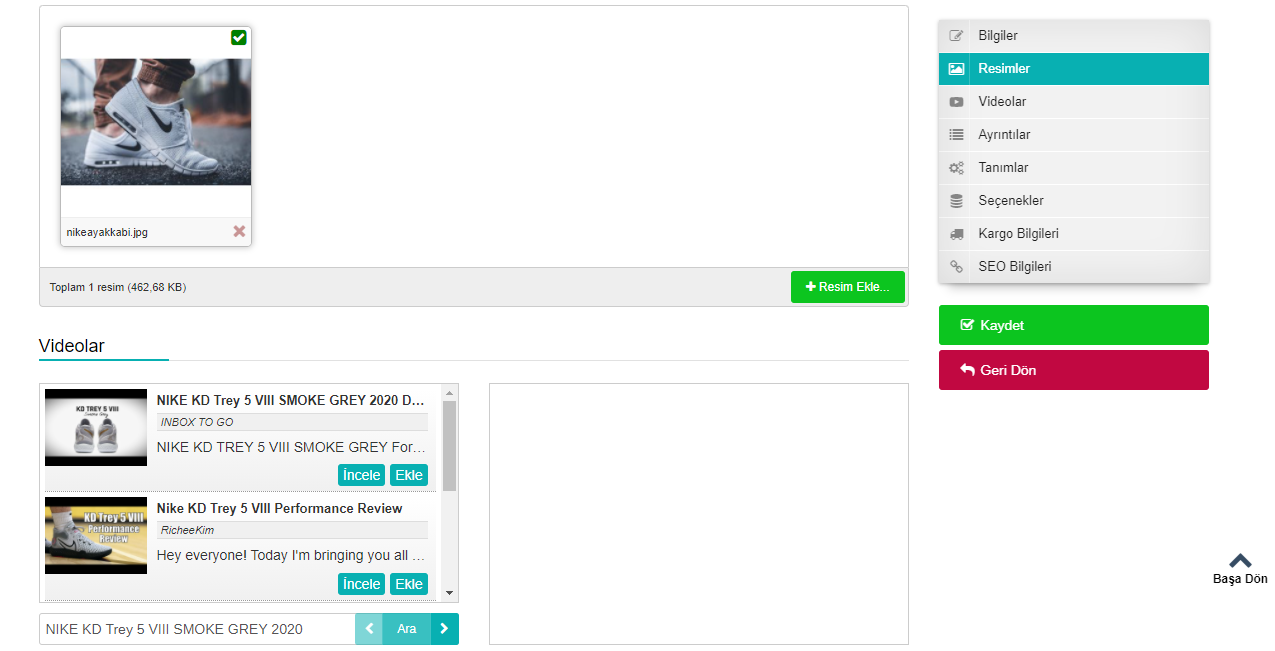 nikeayakkabi.jpg
Toplam 1 resim (462,68 KB)
Resim Ekle...
Videolar
KD TREY 5 VIII
Smoke Grey
NIKE KD Trey 5 VIII SMOKE GREY 2020 D...
INBOX TO GO
NIKE KD TREY 5 VIII SMOKE GREY For...
İncele
Ekle
KD Trey 5 VIII
Performance
Review
Nike KD Trey 5 VIII Performance Review
RicheeKim
Hey everyone! Today I'm bringing you all ...
İncele
Ekle
NIKE KD Trey 5 VIII SMOKE GREY 2020
Ara
Bilgiler
Resimler
Videolar
Ayrıntılar
Tanımlar
Seçenekler
Kargo Bilgileri
SEO Bilgileri
Kaydet
Geri Dön
Başa Dön